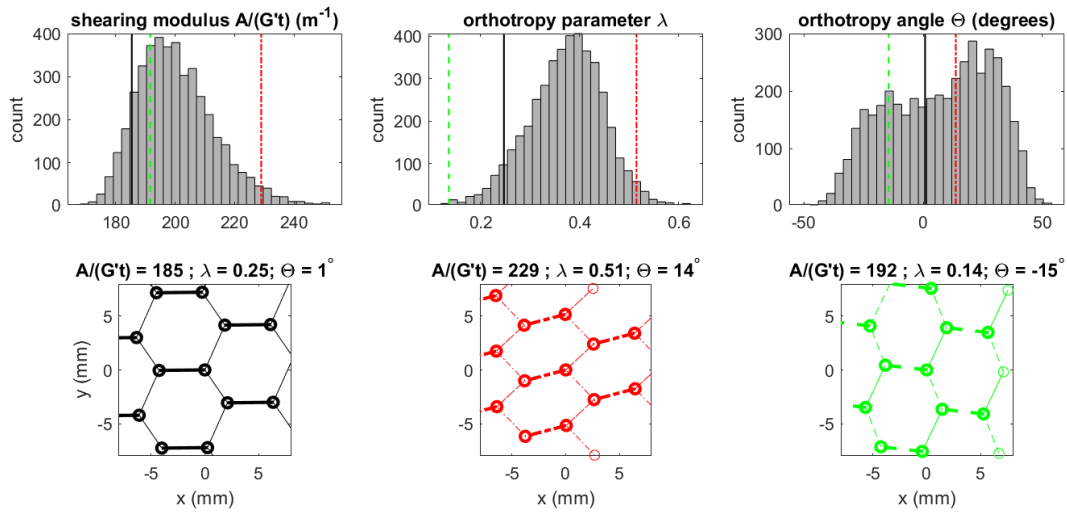 shearing modulus A/(G't) (m⁻¹)
orthotropy parameter λ
orthotropy angle Θ (degrees)
400
300
200
100
0
count
180 200 220 240
400
300
200
100
0
count
0.2 0.4 0.6
400
300
200
100
0
count
-50 0 50
A/(G't) = 185 ; λ = 0.25; Θ = 1°
A/(G't) = 229 ; λ = 0.51; Θ = 14°
A/(G't) = 192 ; λ = 0.14; Θ = -15°
5
0
-5
y (mm)
-5 0 5
x (mm)
5
0
-5
-5 0 5
x (mm)
5
0
-5
-5 0 5
x (mm)